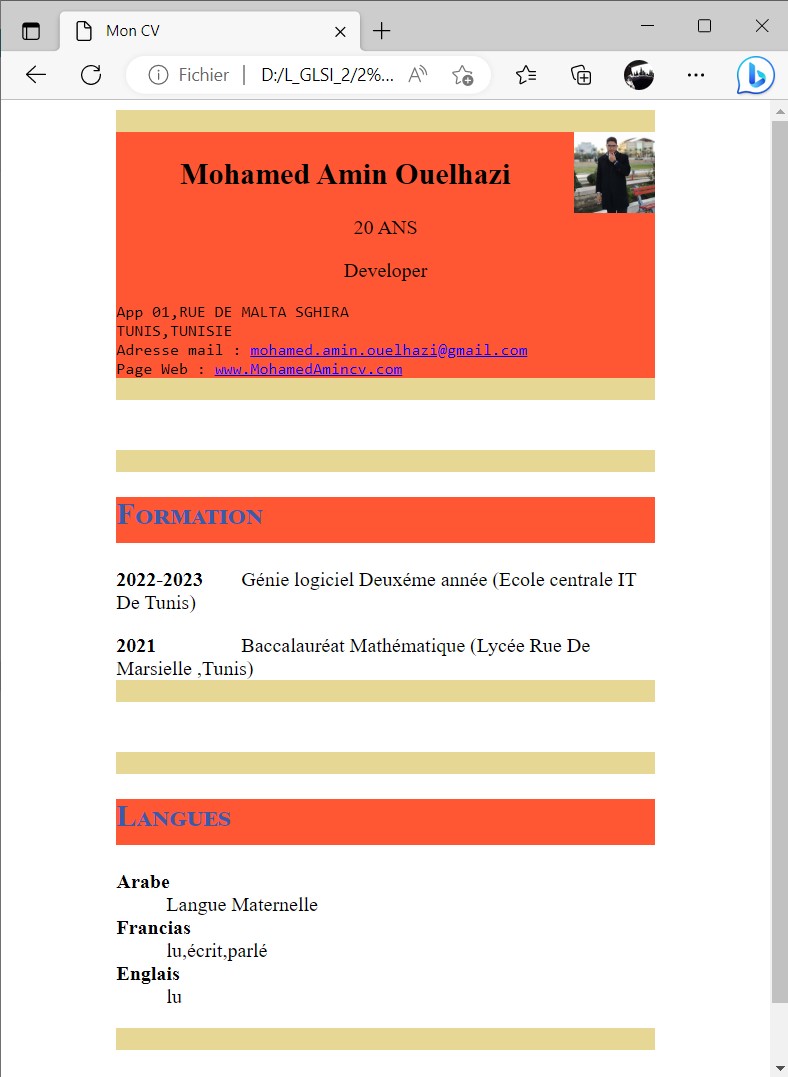 Mon CV
Fichier | D:/L_GLSI_2/2%...
Mohamed Amin Ouelhazi
20 ANS
Developer
App 01,RUE DE MALTA SGHIRA
TUNIS,TUNISIE
Adresse mail : mohamed.amin.ouelhazi@gmail.com
Page Web : www.MohamedAmincv.com
FORMATION
2022-2023 Génie logiciel Deuxéme année (Ecole centrale IT
De Tunis)
2021 Baccalauréat Mathématique (Lycée Rue De
Marsielle ,Tunis)
LANGUES
Arabe
Langue Maternelle
Francias
lu,écrit,parlé
Englais
lu